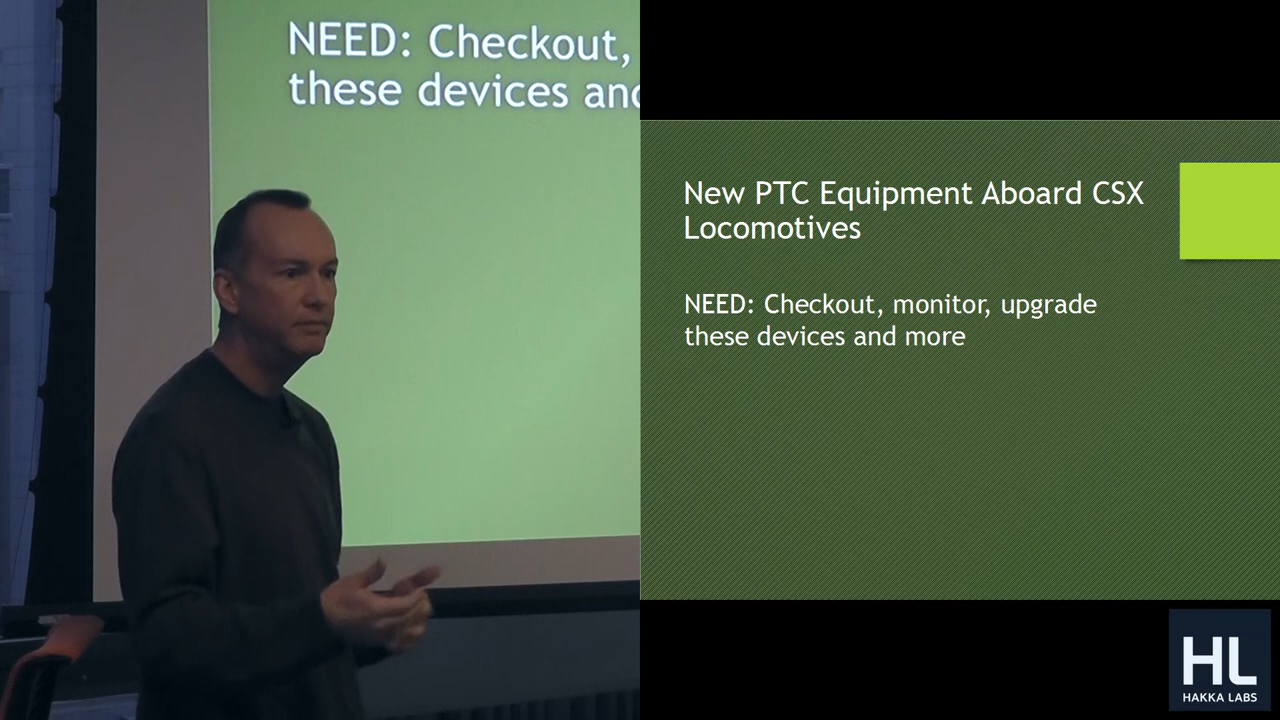 NEED: Checkout,
these devices and
New PTC Equipment Aboard CSX
Locomotives
NEED: Checkout, monitor, upgrade
these devices and more
HL
HAKKA LABS